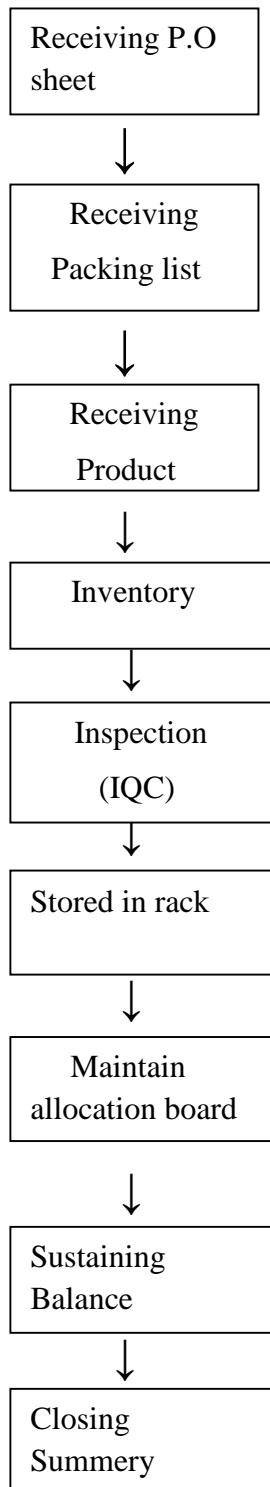 Receiving P.O
sheet
Receiving
Packing list
Receiving
Product
Inventory
Inspection
(IQC)
Stored in rack
Maintain
allocation board
Sustaining
Balance
Closing
Summery